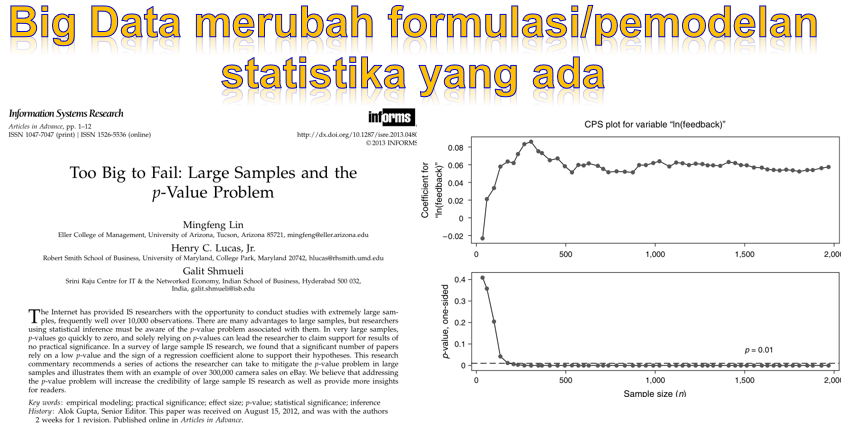 Big Data merubah formulasi/pemodelan
statistika yang ada
Information Systems Research
Articles in Advance, pp. 1–12
ISSN 1047-7047 (print) | ISSN 1526-5536 (online)
informs
http://dx.doi.org/10.1287/isre.2013.0480
© 2013 INFORMS
Too Big to Fail: Large Samples and the
p-Value Problem
Mingfeng Lin
Eller College of Management, University of Arizona, Tucson, Arizona 85721, mingfeng@eller.arizona.edu
Henry C. Lucas, Jr.
Robert Smith School of Business, University of Maryland, College Park, Maryland 20742, hlucas@rhsmith.umd.edu
Galit Shmueli
Srini Raju Centre for IT & the Networked Economy, Indian School of Business, Hyderabad 500 032,
India, galit.shmueli@isb.edu
The Internet has provided IS researchers with the opportunity to conduct studies with extremely large sam-
ples, frequently well over 10,000 observations. There are many advantages to large samples, but researchers
using statistical inference must be aware of the p-value problem associated with them. In very large samples,
p-values go quickly to zero, and solely relying on p-values can lead the researcher to claim support for results of
no practical significance. In a survey of large sample IS research, we found that a significant number of papers
rely on a low p-value and the sign of a regression coefficient alone to support their hypotheses. This research
commentary recommends a series of actions the researcher can take to mitigate the p-value problem in large
samples and illustrates them with an example of over 300,000 camera sales on eBay. We believe that addressing
the p-value problem will increase the credibility of large sample IS research as well as provide more insights
for readers.
Key words: empirical modeling; practical significance; effect size; p-value; statistical significance; inference
History: Alok Gupta, Senior Editor. This paper was received on August 15, 2012, and was with the authors
2 weeks for 1 revision. Published online in Articles in Advance.
CPS plot for variable "ln(feedback)"
Coefficient for
"ln(feedback)"
0.08
0.06
0.04
0.02
0
−0.02
0 500 1,000 1,500 2,000
p-value, one-sided
0.4
0.3
0.2
0.1
0
p = 0.01
0 500 1,000 1,500 2,000
Sample size (n)